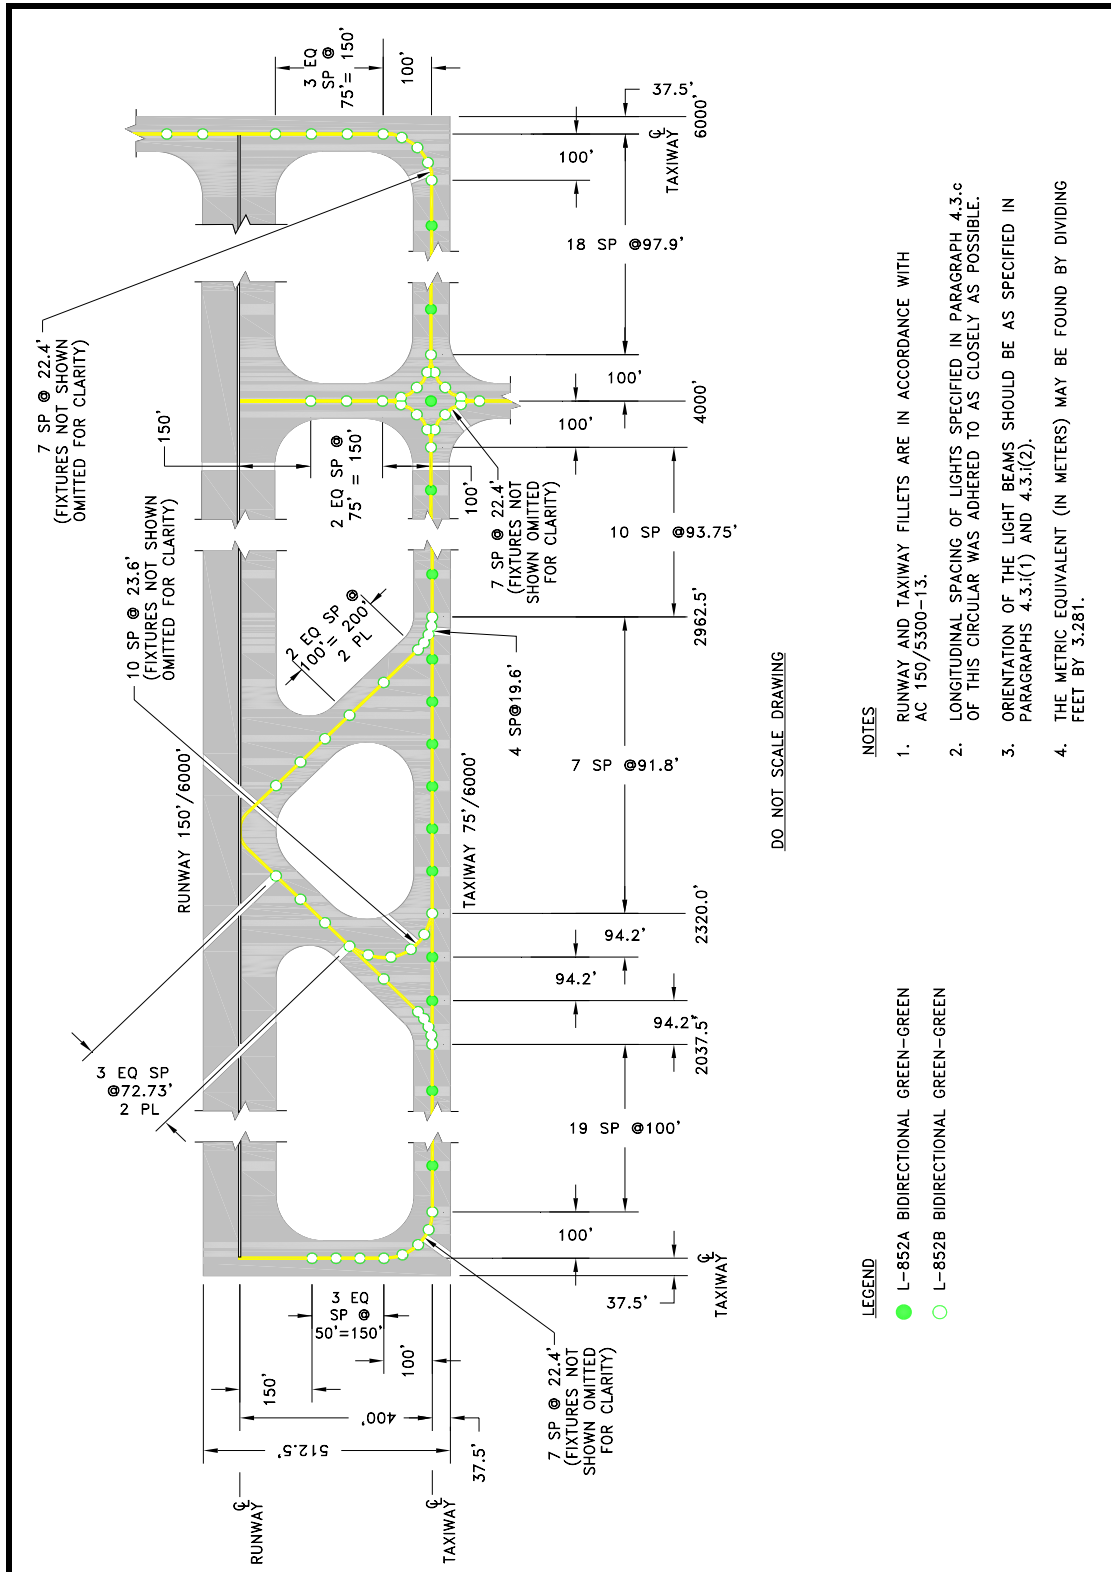 3 EQ
SP @
75'= 150'
100'
37.5'
6000'
TAXIWAY ℄
100'
18 SP @97.9'
7 SP @ 22.4'
(FIXTURES NOT SHOWN
OMITTED FOR CLARITY)
150'
2 EQ SP @
75' = 150'
100'
100'
100'
4000'
7 SP @ 22.4'
(FIXTURES NOT
SHOWN OMITTED
FOR CLARITY)
10 SP @93.75'
10 SP @ 23.6'
(FIXTURES NOT SHOWN
OMITTED FOR CLARITY)
2 EQ SP @
100'= 200'
2 PL
2962.5'
4 SP@19.6'
7 SP @91.8'
RUNWAY 150'/6000'
TAXIWAY 75'/6000'
2320.0'
94.2'
94.2'
94.2'
2037.5'
3 EQ SP
@72.73'
2 PL
19 SP @100'
100'
37.5'
TAXIWAY ℄
3 EQ
SP @
50'=150'
150'
100'
400'
512.5'
37.5'
7 SP @ 22.4'
(FIXTURES NOT
SHOWN OMITTED
FOR CLARITY)
RUNWAY ℄
TAXIWAY ℄
DO NOT SCALE DRAWING
LEGEND
L-852A BIDIRECTIONAL GREEN-GREEN
L-852B BIDIRECTIONAL GREEN-GREEN
NOTES
1. RUNWAY AND TAXIWAY FILLETS ARE IN ACCORDANCE WITH
AC 150/5300-13.
2. LONGITUDINAL SPACING OF LIGHTS SPECIFIED IN PARAGRAPH 4.3.c
OF THIS CIRCULAR WAS ADHERED TO AS CLOSELY AS POSSIBLE.
3. ORIENTATION OF THE LIGHT BEAMS SHOULD BE AS SPECIFIED IN
PARAGRAPHS 4.3.i(1) AND 4.3.i(2).
4. THE METRIC EQUIVALENT (IN METERS) MAY BE FOUND BY DIVIDING
FEET BY 3.281.